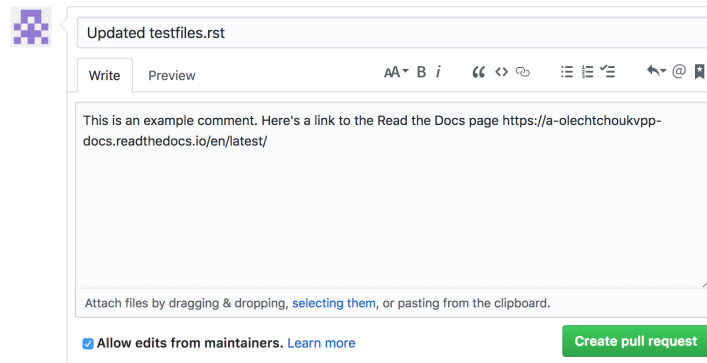 Updated testfiles.rst
Write Preview AA B i @
This is an example comment. Here's a link to the Read the Docs page https://a-olechtchoukvpp-
docs.readthedocs.io/en/latest/
Attach files by dragging & dropping, selecting them, or pasting from the clipboard.
Allow edits from maintainers. Learn more Create pull request